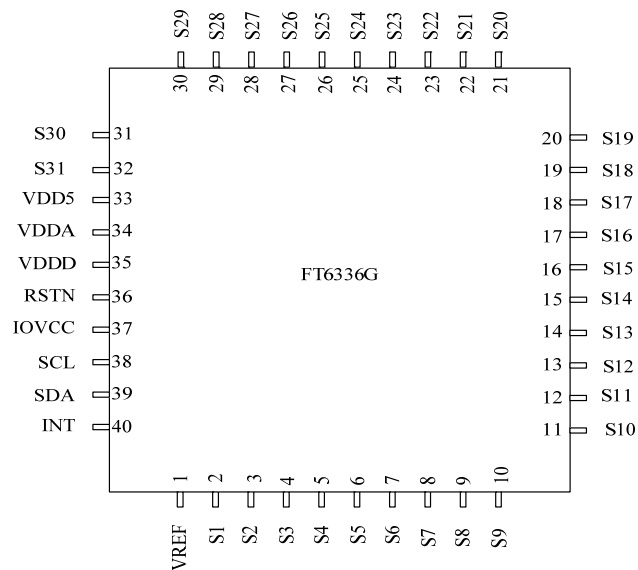 S29 S28 S27 S26 S25 S24 S23 S22 S21 S20
30 29 28 27 26 25 24 23 22 21
S30 31 20 S19
S31 32 19 S18
VDD5 33 18 S17
VDDA 34 17 S16
VDDD 35 16 S15
FT6336G
RSTN 36 15 S14
IOVCC 37 14 S13
SCL 38 13 S12
SDA 39 12 S11
INT 40 11 S10
1 2 3 4 5 6 7 8 9 10
VREF S1 S2 S3 S4 S5 S6 S7 S8 S9